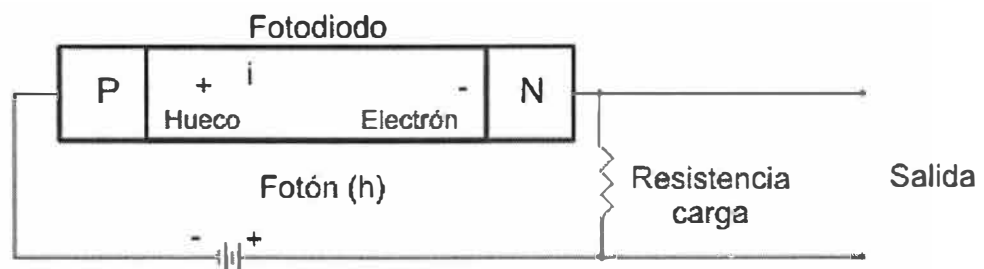 Fotodiodo
P + i - N
Hueco Electrón
Fotón (h)
Resistencia
carga
Salida
- +